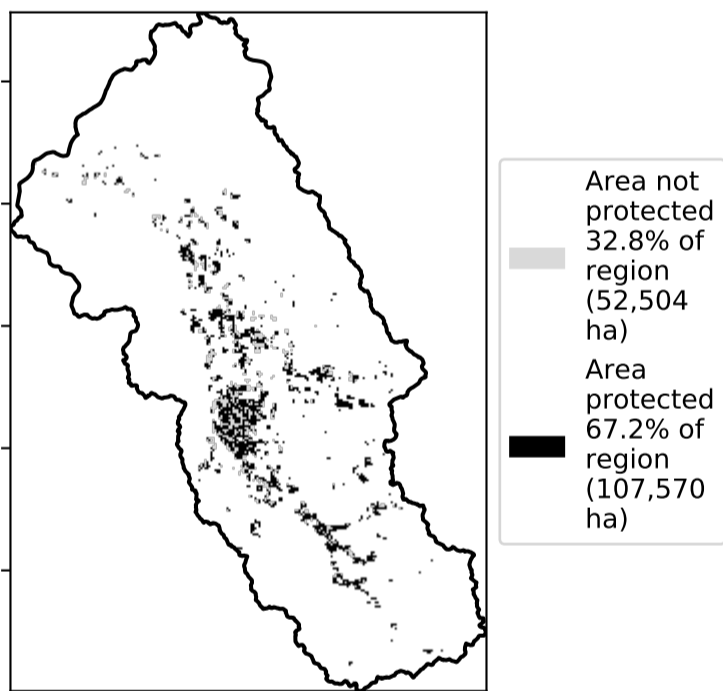 Area not
protected
32.8% of
region
(52,504
ha)
Area
protected
67.2% of
region
(107,570
ha)